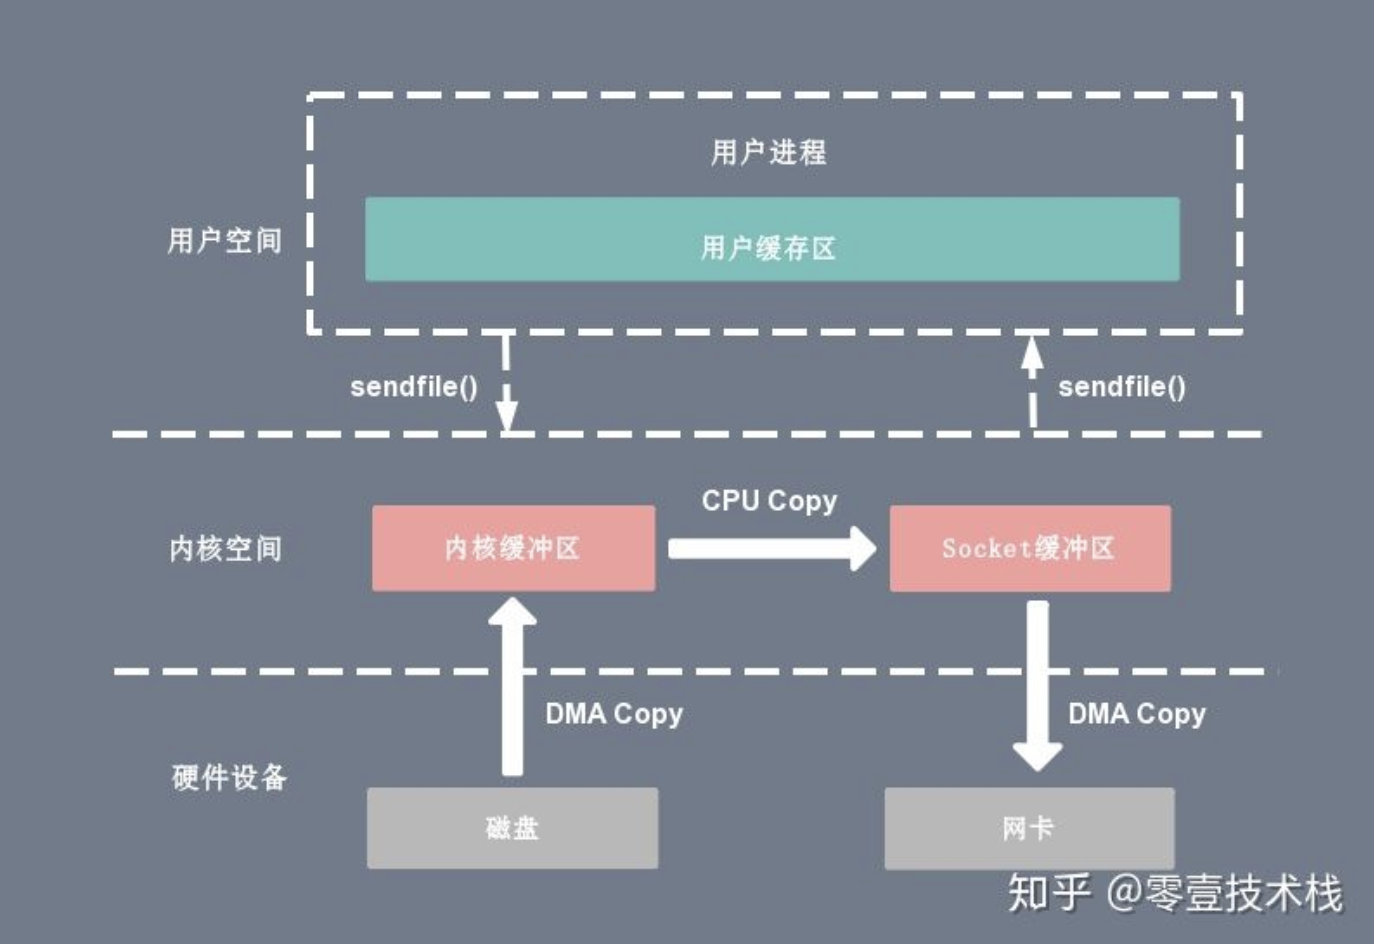 用户进程
用户空间
用户缓存区
sendfile()
sendfile()
CPU Copy
内核空间
内核缓冲区
Socket缓冲区
DMA Copy
DMA Copy
硬件设备
磁盘
网卡
知乎 @零壹技术栈